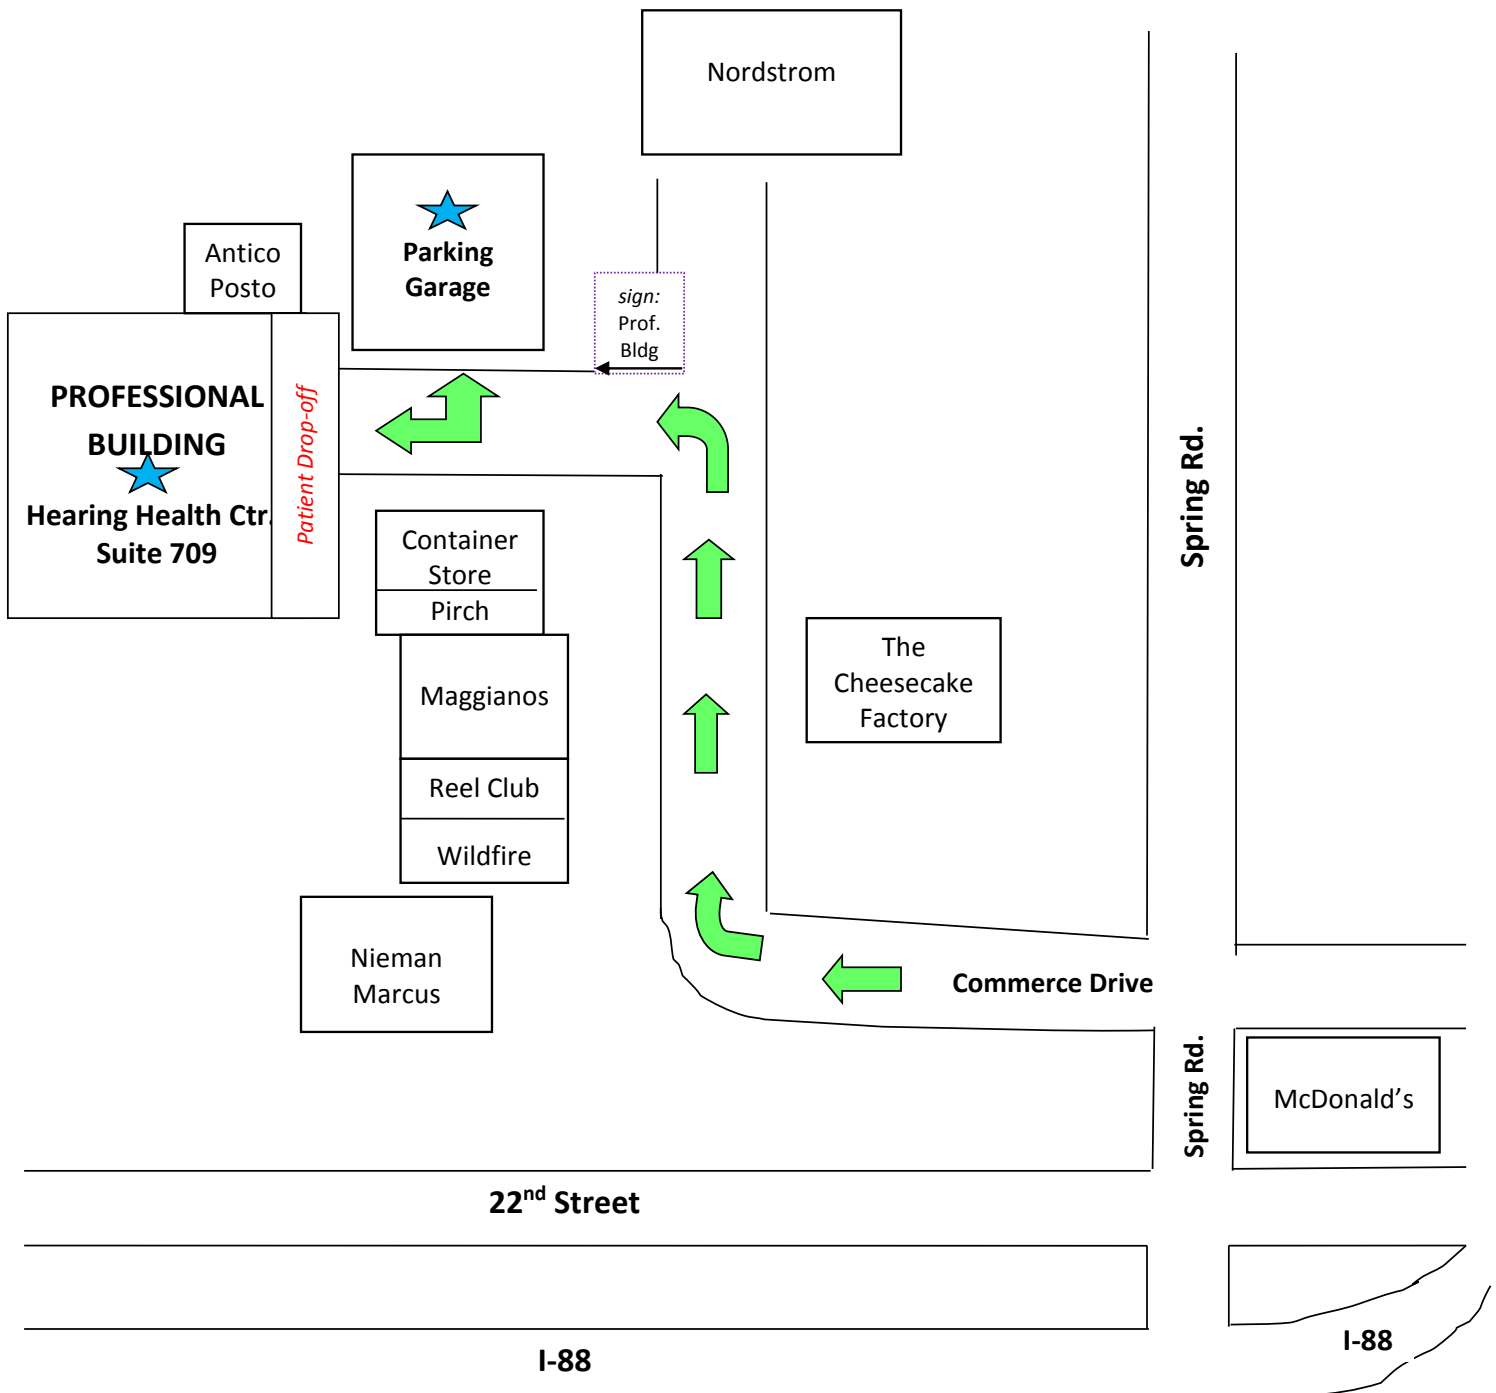 Nordstrom
Parking
Garage
Antico
Posto
sign:
Prof.
Bldg
PROFESSIONAL
BUILDING
Hearing Health Ctr.
Suite 709
Patient Drop-off
Container
Store
Pirch
Maggianos
Reel Club
Wildfire
Nieman
Marcus
The
Cheesecake
Factory
Spring Rd.
Commerce Drive
Spring Rd.
McDonald’s
22nd Street
I-88
I-88